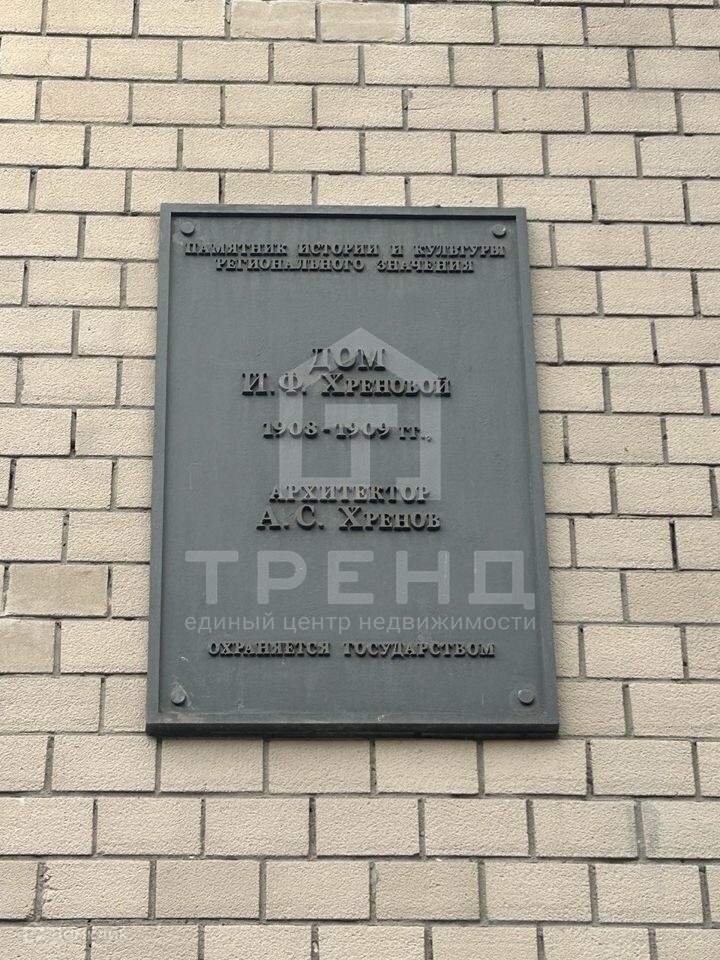 ПАМЯТНИК ИСТОРИИ И КУЛЬТУРЫ
РЕГИОНАЛЬНОГО ЗНАЧЕНИЯ
ДОМ
И. Ф. ХРЕНОВОЙ
1908-1909 гг.,
АРХИТЕКТОР
А. С. ХРЕНОВ
ТРЕНД
единый центр недвижимости
ОХРАНЯЕТСЯ ГОСУДАРСТВОМ